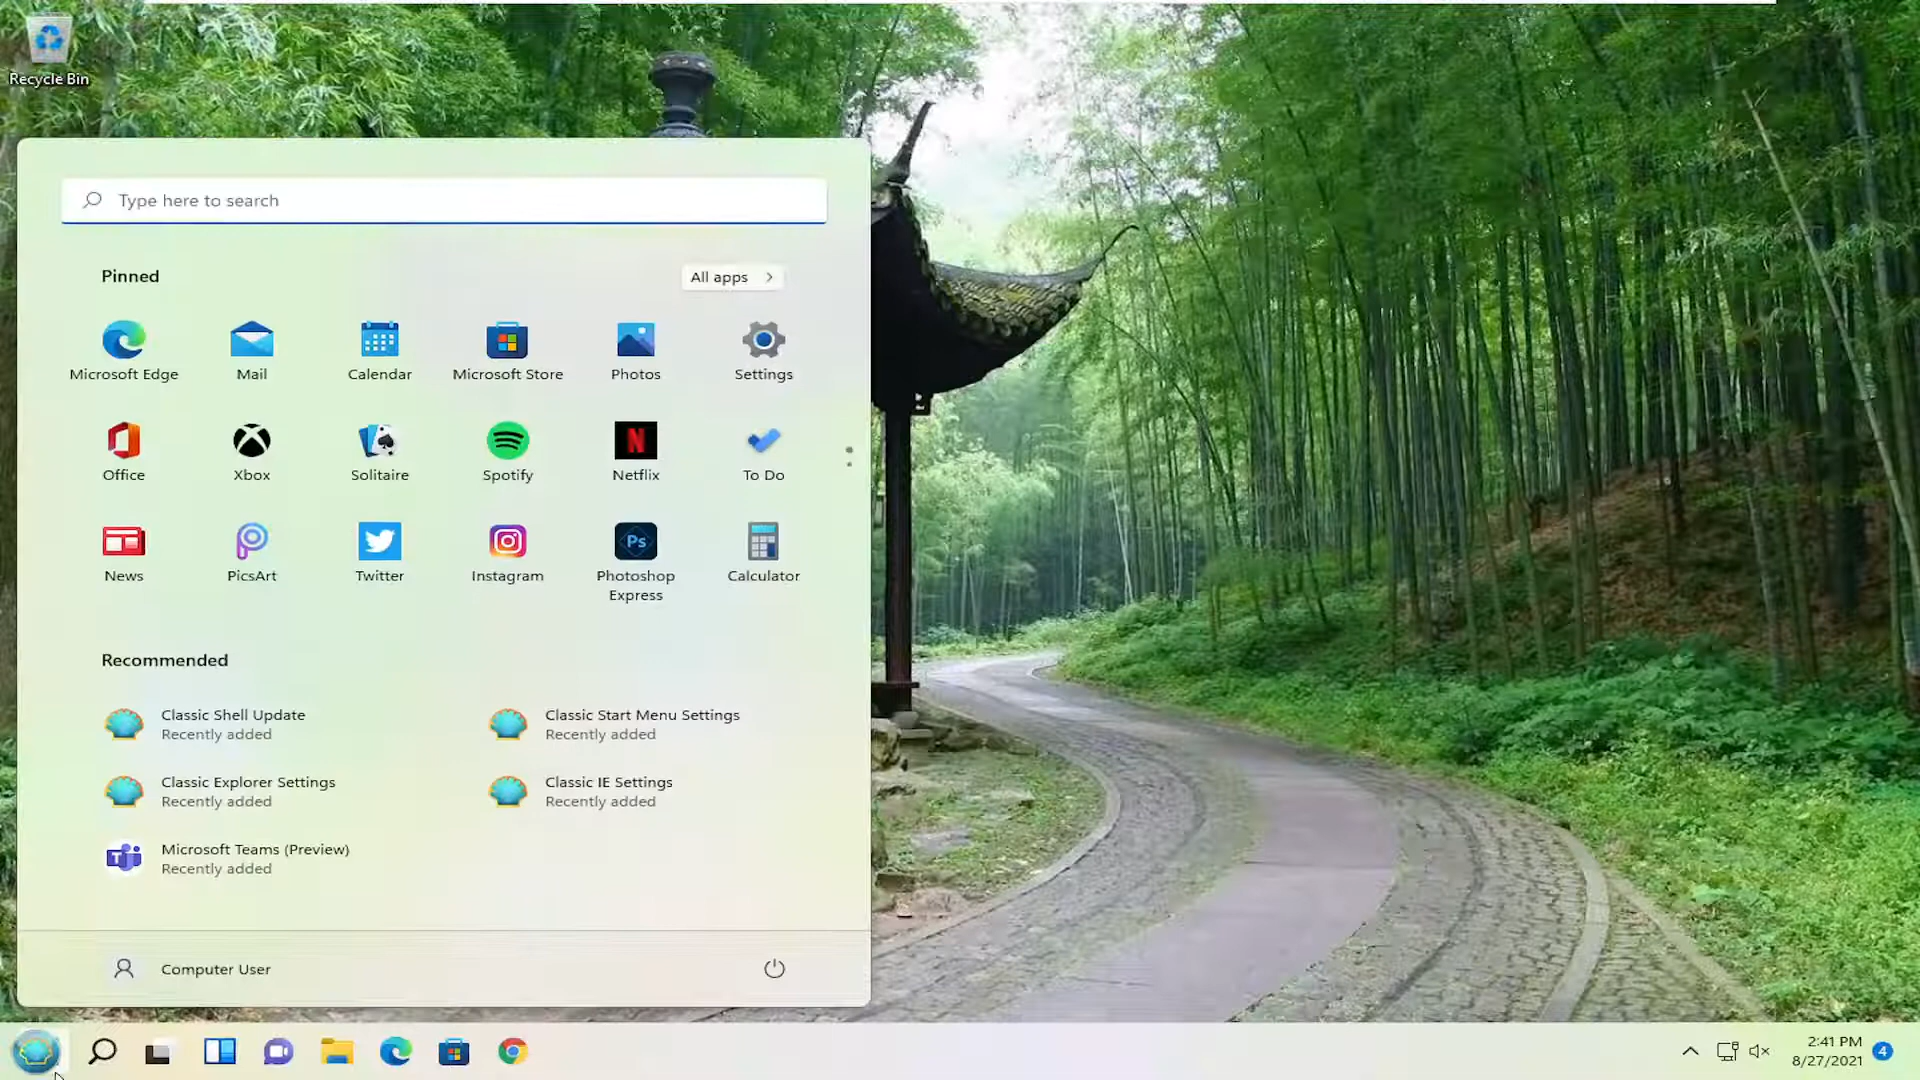 Recycle Bin
Type here to search
Pinned
All apps
Microsoft Edge
Mail
Calendar
Microsoft Store
Photos
Settings
Office
Xbox
Solitaire
Spotify
Netflix
To Do
News
PicsArt
Twitter
Instagram
Photoshop
Express
Calculator
Recommended
Classic Shell Update
Recently added
Classic Start Menu Settings
Recently added
Classic Explorer Settings
Recently added
Classic IE Settings
Recently added
Microsoft Teams (Preview)
Recently added
Computer User
2:41 PM
8/27/2021
4